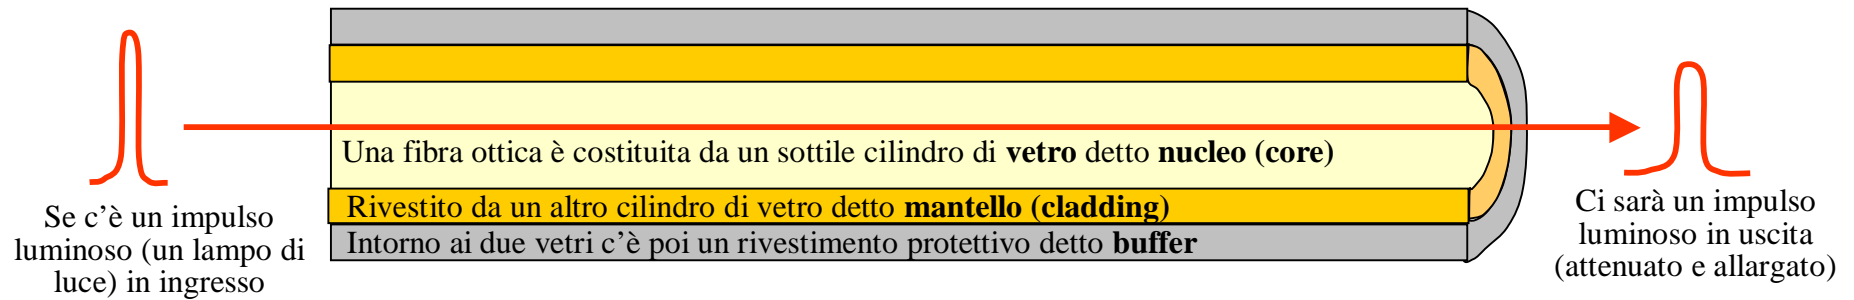 Una fibra ottica è costituita da un sottile cilindro di vetro detto nucleo (core)
Rivestito da un altro cilindro di vetro detto mantello (cladding)
Intorno ai due vetri c’è poi un rivestimento protettivo detto buffer
Se c’è un impulso
luminoso (un lampo di
luce) in ingresso
Ci sarà un impulso
luminoso in uscita
(attenuato e allargato)